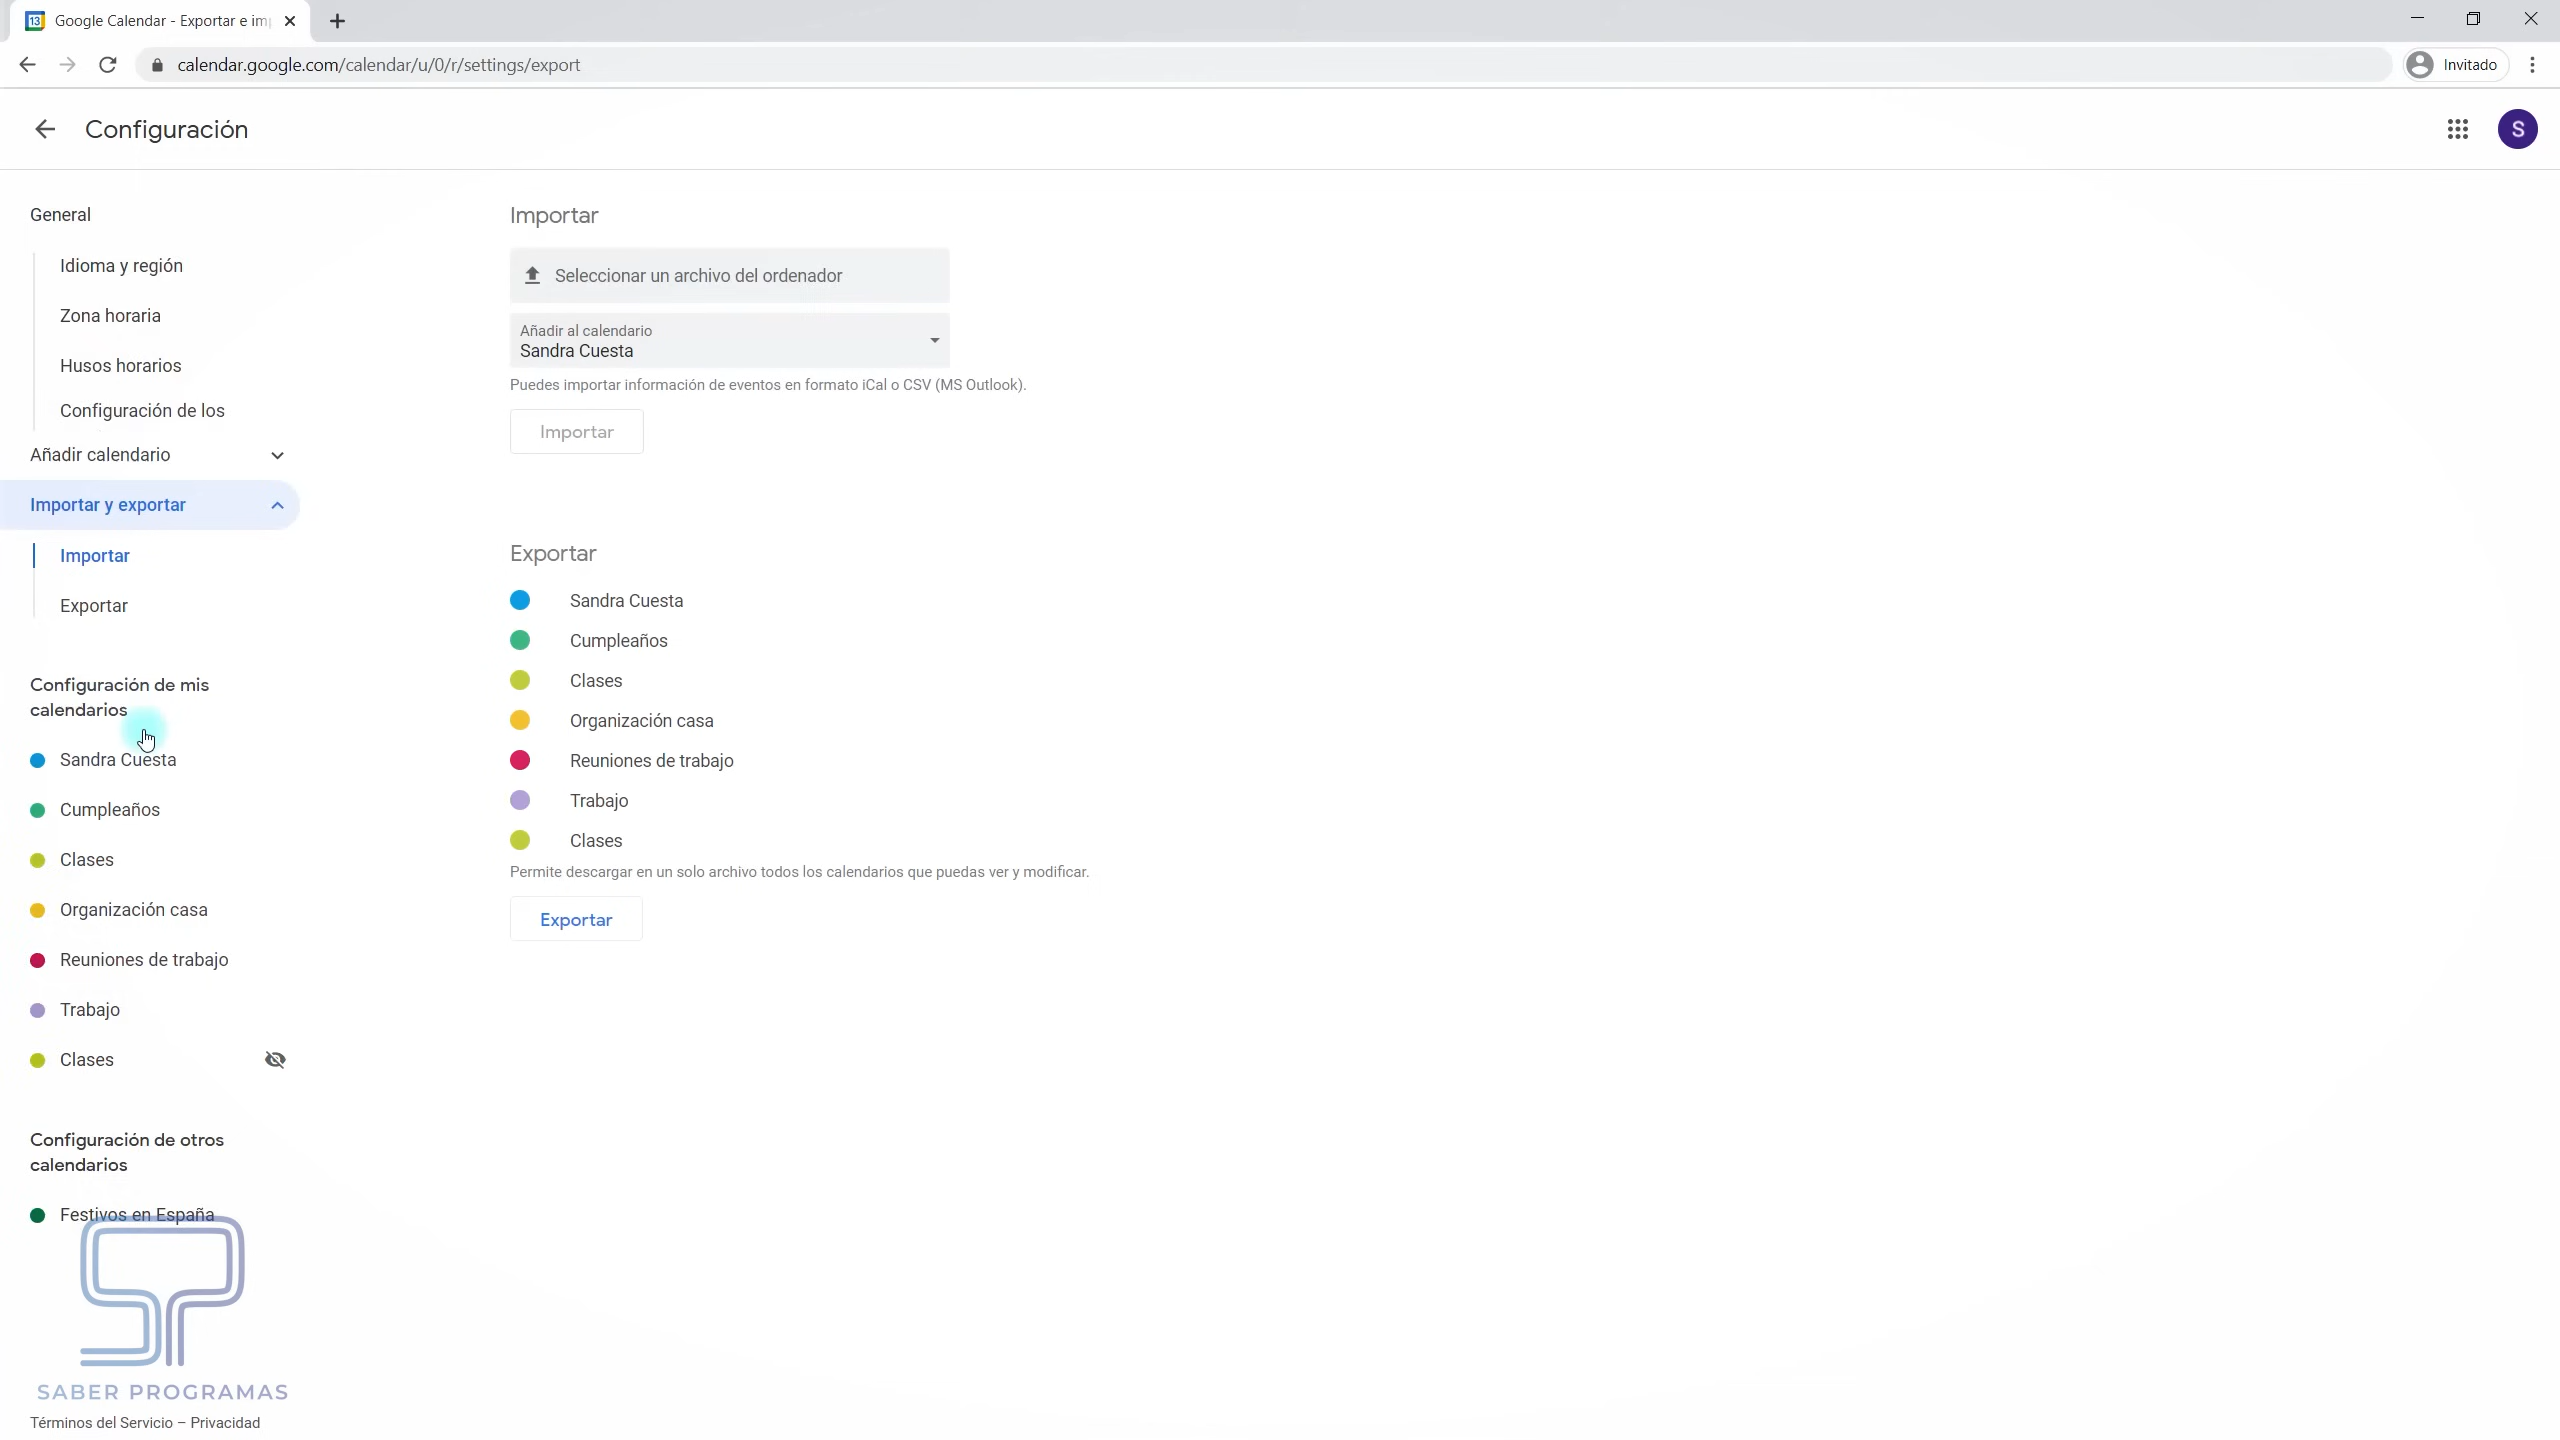 13 Google Calendar - Exportar e im
calendar.google.com/calendar/u/0/r/settings/export
Invitado
Configuración
S
General
Idioma y región
Zona horaria
Husos horarios
Configuración de los
Añadir calendario
Importar y exportar
Importar
Exportar
Configuración de mis
calendarios
Sandra Cuesta
Cumpleaños
Clases
Organización casa
Reuniones de trabajo
Trabajo
Clases
Configuración de otros
calendarios
Festivos en España
SABER PROGRAMAS
Términos del Servicio – Privacidad
Importar
Seleccionar un archivo del ordenador
Añadir al calendario
Sandra Cuesta
Puedes importar información de eventos en formato iCal o CSV (MS Outlook).
Importar
Exportar
Sandra Cuesta
Cumpleaños
Clases
Organización casa
Reuniones de trabajo
Trabajo
Clases
Permite descargar en un solo archivo todos los calendarios que puedas ver y modificar.
Exportar